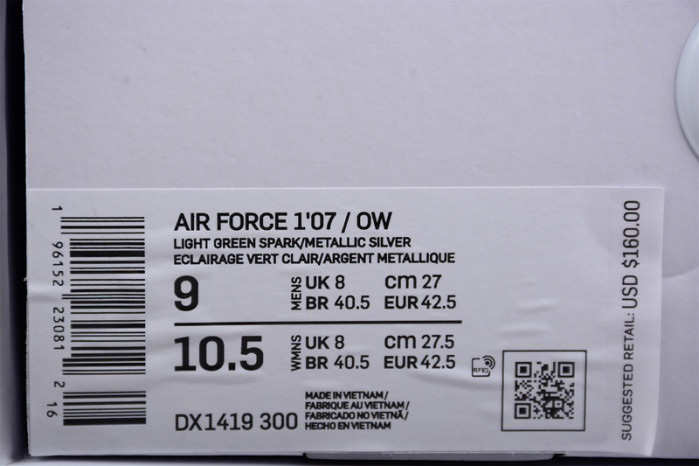 AIR FORCE 1'07 / OW
LIGHT GREEN SPARK/METALLIC SILVER
ECLAIRAGE VERT CLAIR/ARGENT METALLIQUE
9 MENS UK 8 cm 27
BR 40.5 EUR 42.5
10.5 WMNS UK 8 cm 27.5
BR 40.5 EUR 42.5
RFID
DX1419 300
MADE IN VIETNAM /
FABRIQUE AU VIETNAM /
FABRICADO NO VIETNÃ /
HECHO EN VIETNAM
1 96152 23081 2 16
SUGGESTED RETAIL: USD $160.00